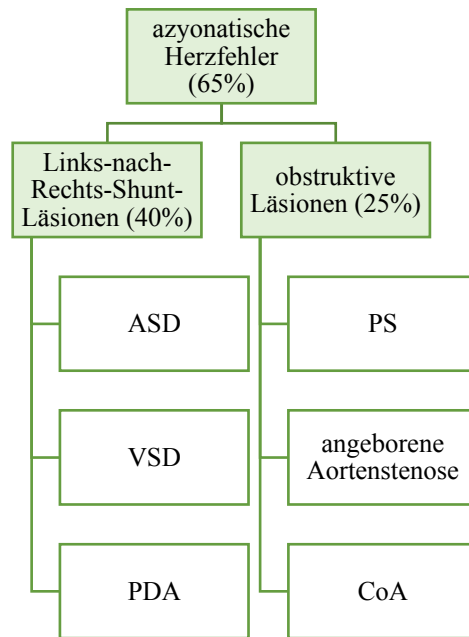 azyonatische
Herzfehler
(65%)
Links-nach-
Rechts-Shunt-
Läsionen (40%)
ASD
VSD
PDA
obstruktive
Läsionen (25%)
PS
angeborene
Aortenstenose
CoA